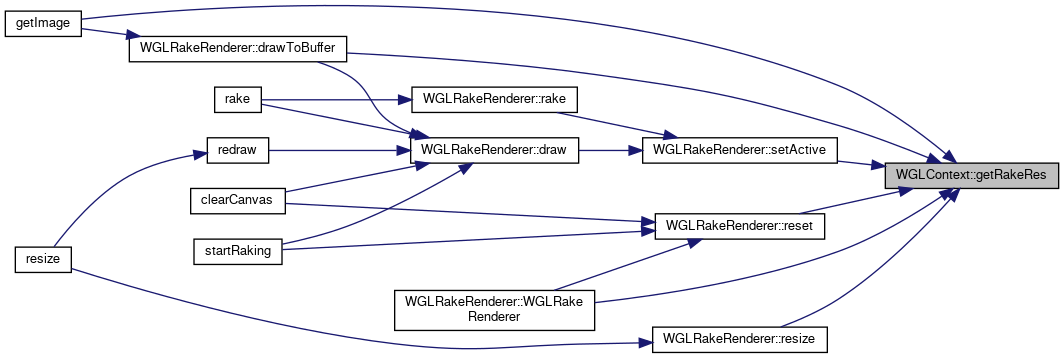 getImage
WGLRakeRenderer::drawToBuffer
rake
WGLRakeRenderer::rake
redraw
WGLRakeRenderer::draw
WGLRakeRenderer::setActive
WGLContext::getRakeRes
clearCanvas
WGLRakeRenderer::reset
startRaking
resize
WGLRakeRenderer::WGLRake
Renderer
WGLRakeRenderer::resize